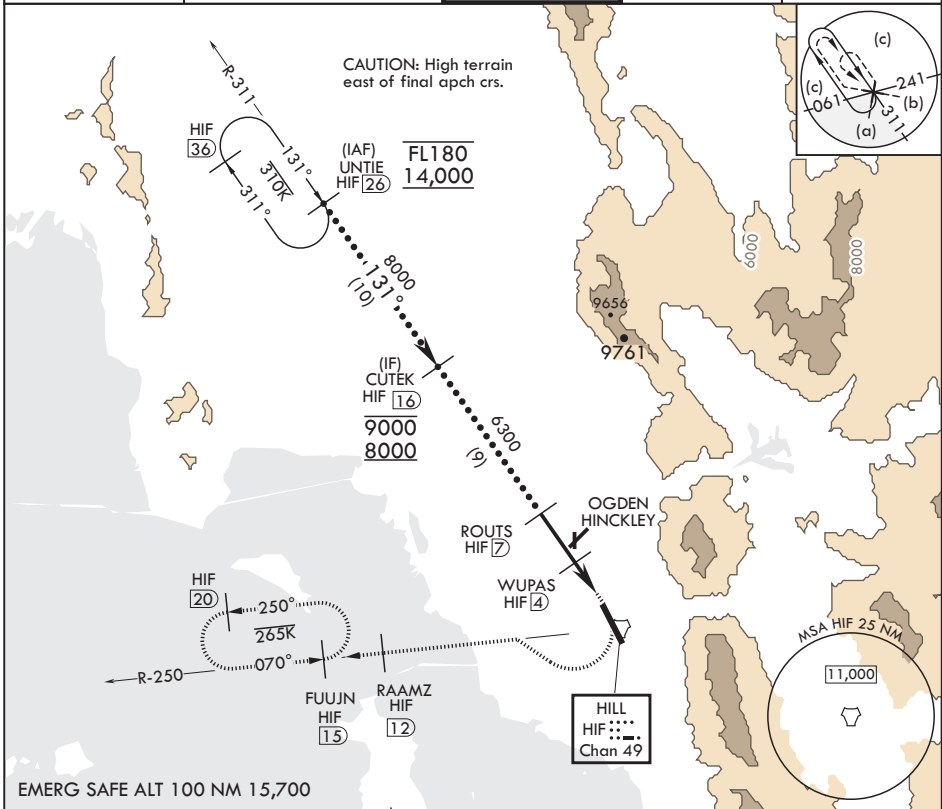 CAUTION: High terrain
east of final apch crs.
R-311
HIF
36
131°
310K
311°
(IAF)
UNTIE
HIF 26
FL180
14,000
(c)
(c)
061
241
(b)
(a)
311
8000
131°
(10)
6000
8000
9656
9761
(IF)
CUTEK
HIF 16
9000
8000
6300
(9)
OGDEN
HINCKLEY
ROUTS
HIF 7
WUPAS
HIF 4
HIF
20
250°
265K
070°
R-250
FUUJN
HIF
15
RAAMZ
HIF
12
HILL
HIF
Chan 49
MSA HIF 25 NM
11,000
EMERG SAFE ALT 100 NM 15,700